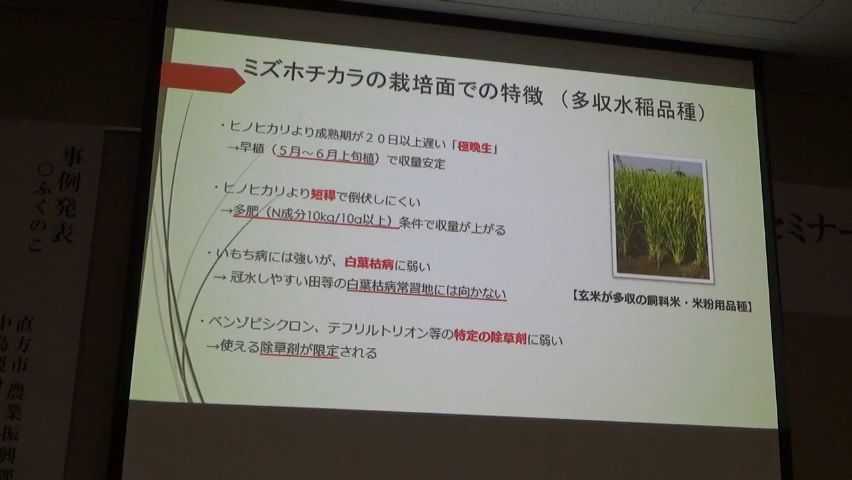 ミズホチカラの栽培面での特徴 （多収水稲品種）
・ヒノヒカリより成熟期が２０日以上遅い「極晩生」
→早植（５月～６月上旬植）で収量安定
・ヒノヒカリより短稈で倒伏しにくい
→多肥（N成分10kg/10a以上）条件で収量が上がる
・いもち病には強いが、白葉枯病に弱い
→ 冠水しやすい田等の白葉枯病常習地には向かない
・ベンゾビシクロン、テフリルトリオン等の特定の除草剤に弱い
→使える除草剤が限定される
【玄米が多収の飼料米・米粉用品種】
事例発表
○ふくのこ
直方市 農業振興
セミナー